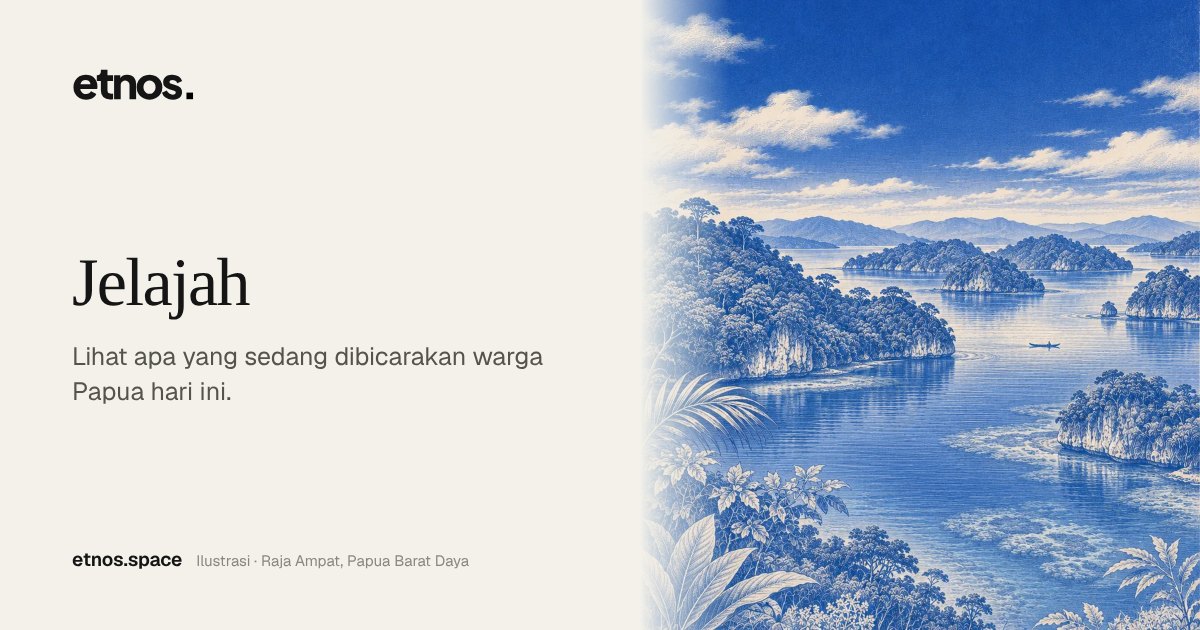 etnos.
Jelajah
Lihat apa yang sedang dibicarakan warga
Papua hari ini.
etnos.space Ilustrasi · Raja Ampat, Papua Barat Daya